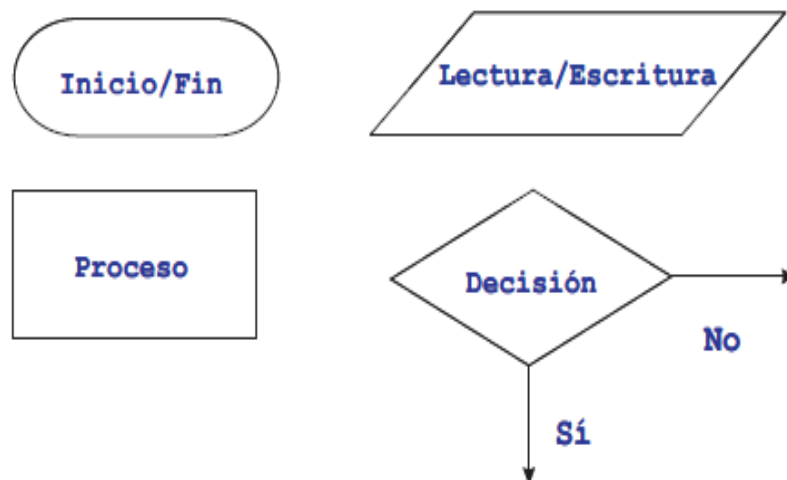 Inicio/Fin
Lectura/Escritura
Proceso
Decisión
No
Sí